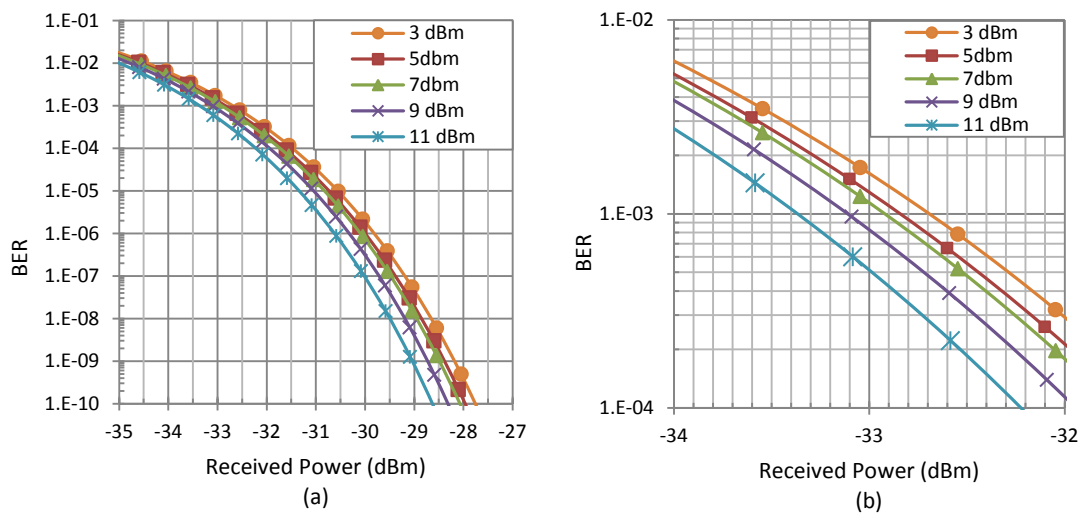 1.E-01
1.E-02
1.E-03
1.E-04
1.E-05
1.E-06
1.E-07
1.E-08
1.E-09
1.E-10
BER
-35 -34 -33 -32 -31 -30 -29 -28 -27
Received Power (dBm)
(a)
3 dBm
5dbm
7dbm
9 dBm
11 dBm
1.E-02
1.E-03
1.E-04
BER
-34 -33 -32
Received Power (dBm)
(b)
3 dBm
5dbm
7dbm
9 dBm
11 dBm